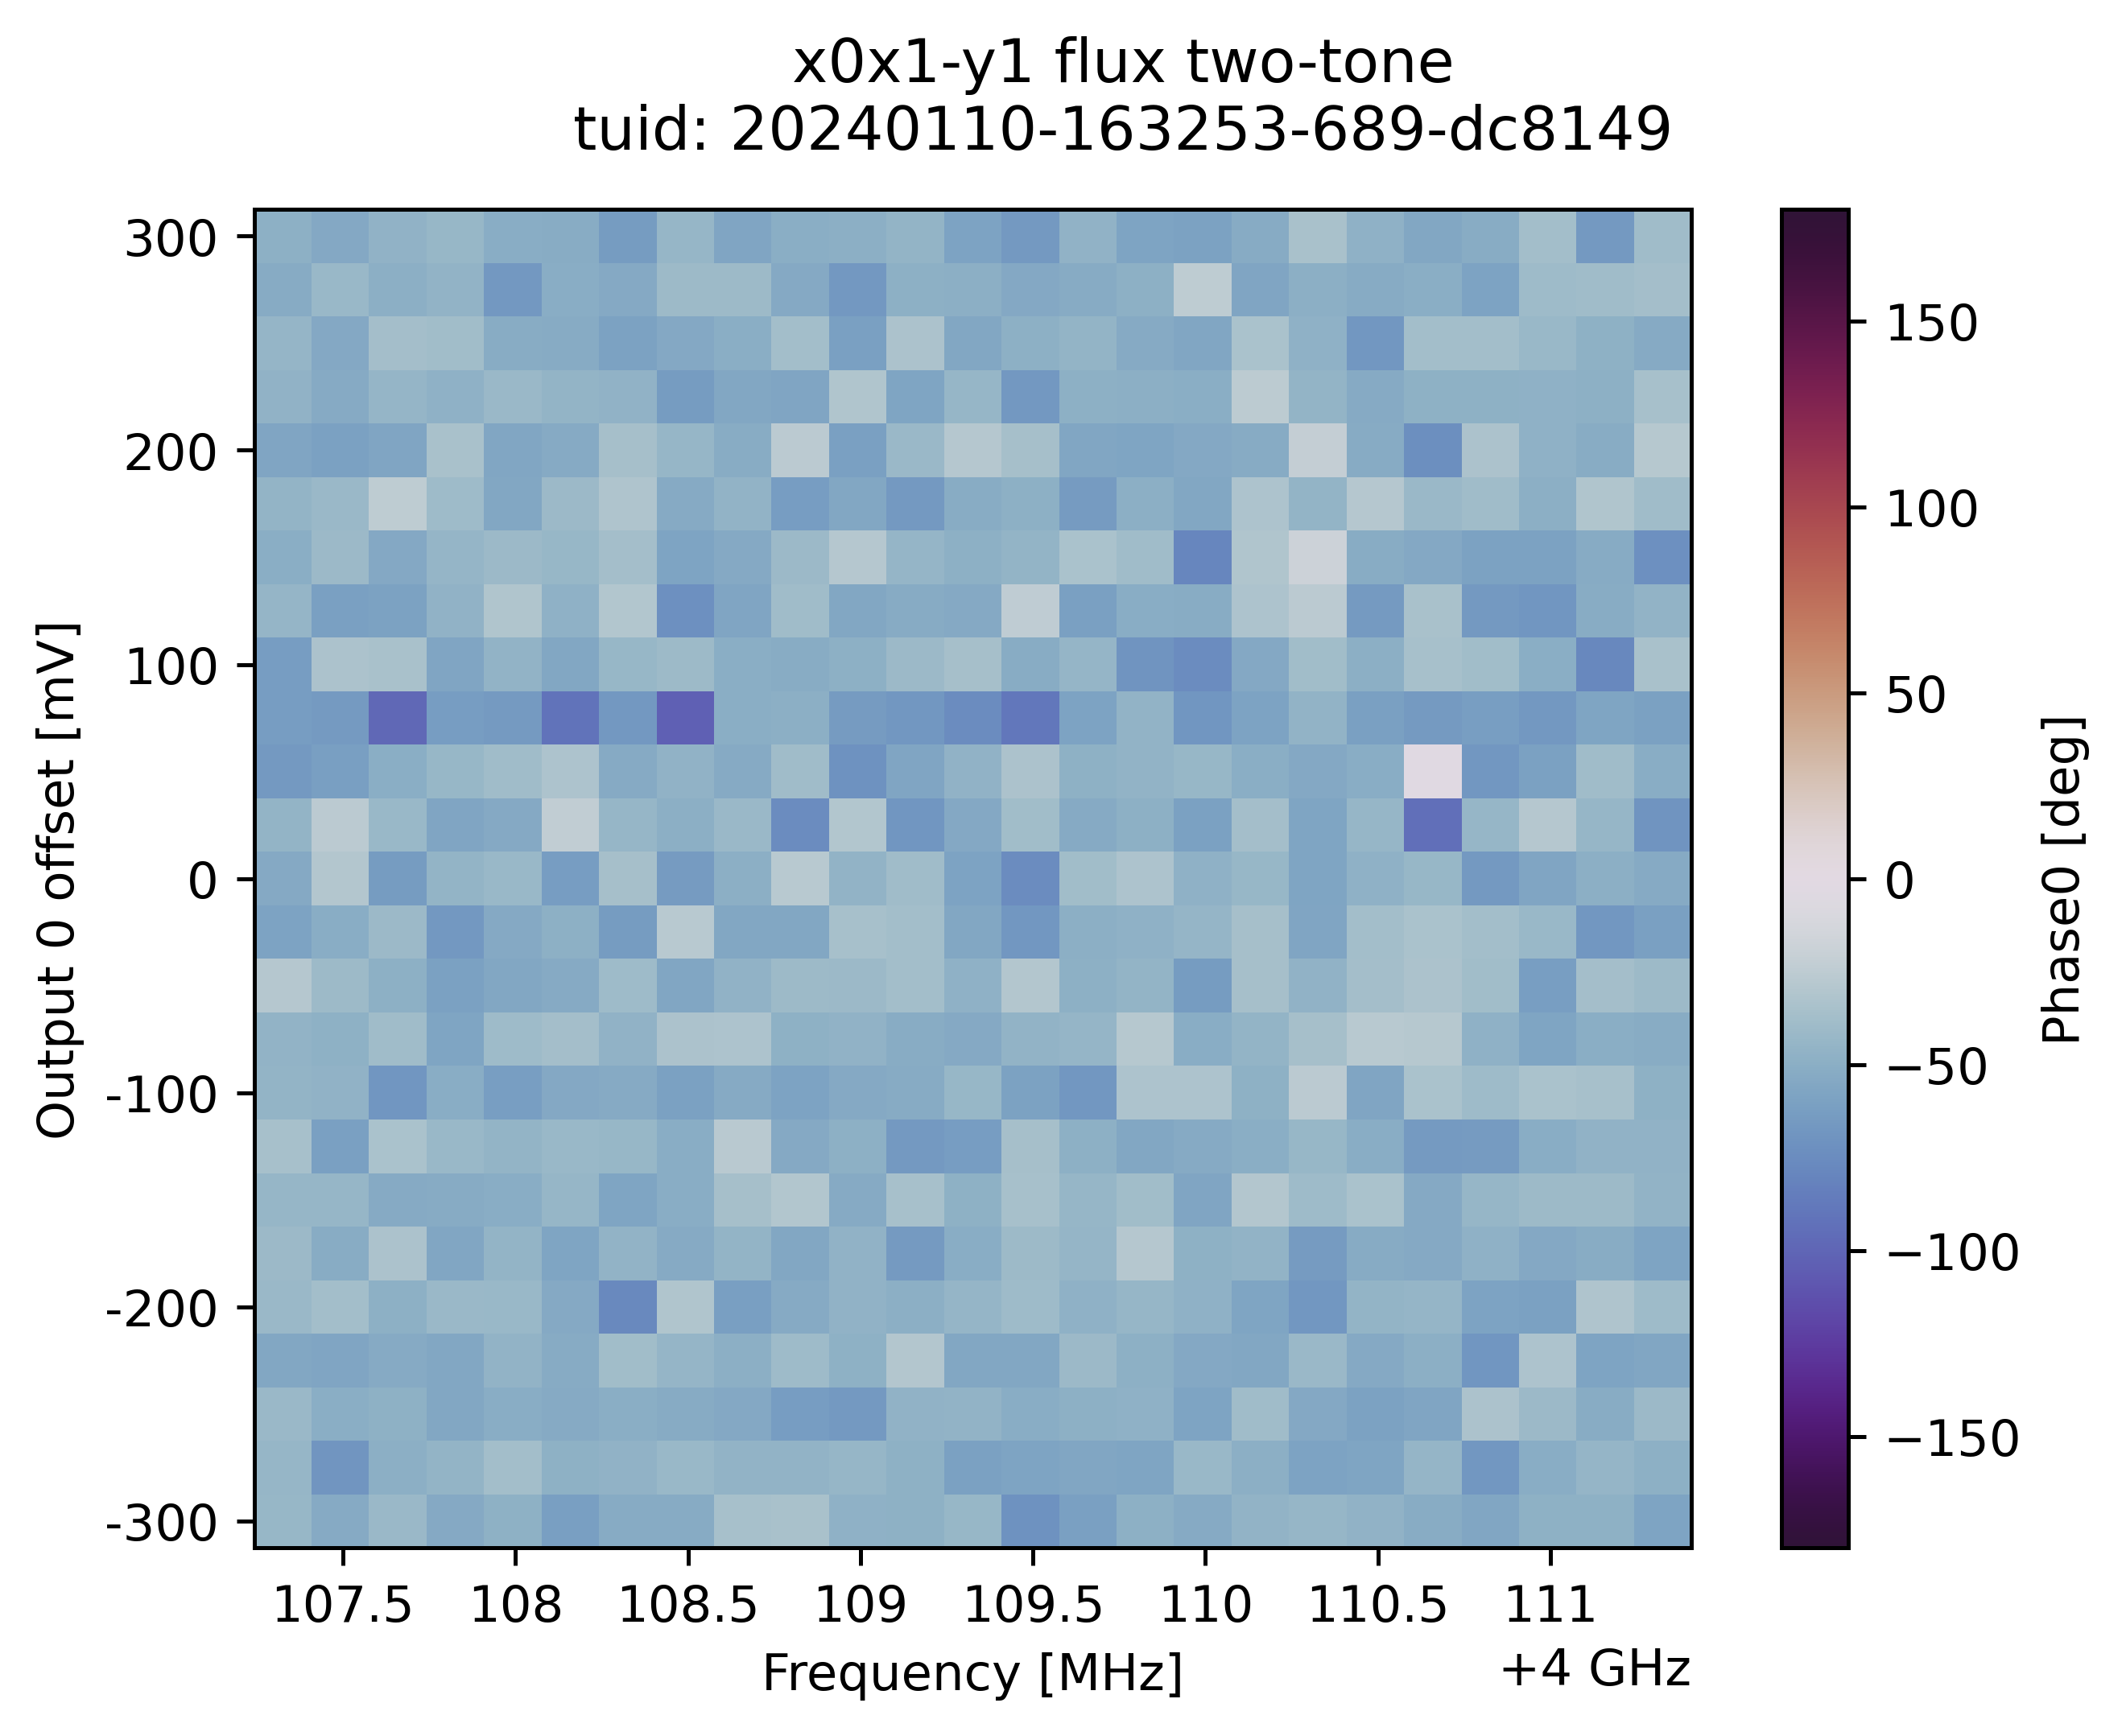 x0x1-y1 flux two-tone
tuid: 20240110-163253-689-dc8149
Output 0 offset [mV]
300
200
100
0
-100
-200
-300
107.5 108 108.5 109 109.5 110 110.5 111
Frequency [MHz]
+4 GHz
150
100
50
0
−50
−100
−150
Phase0 [deg]